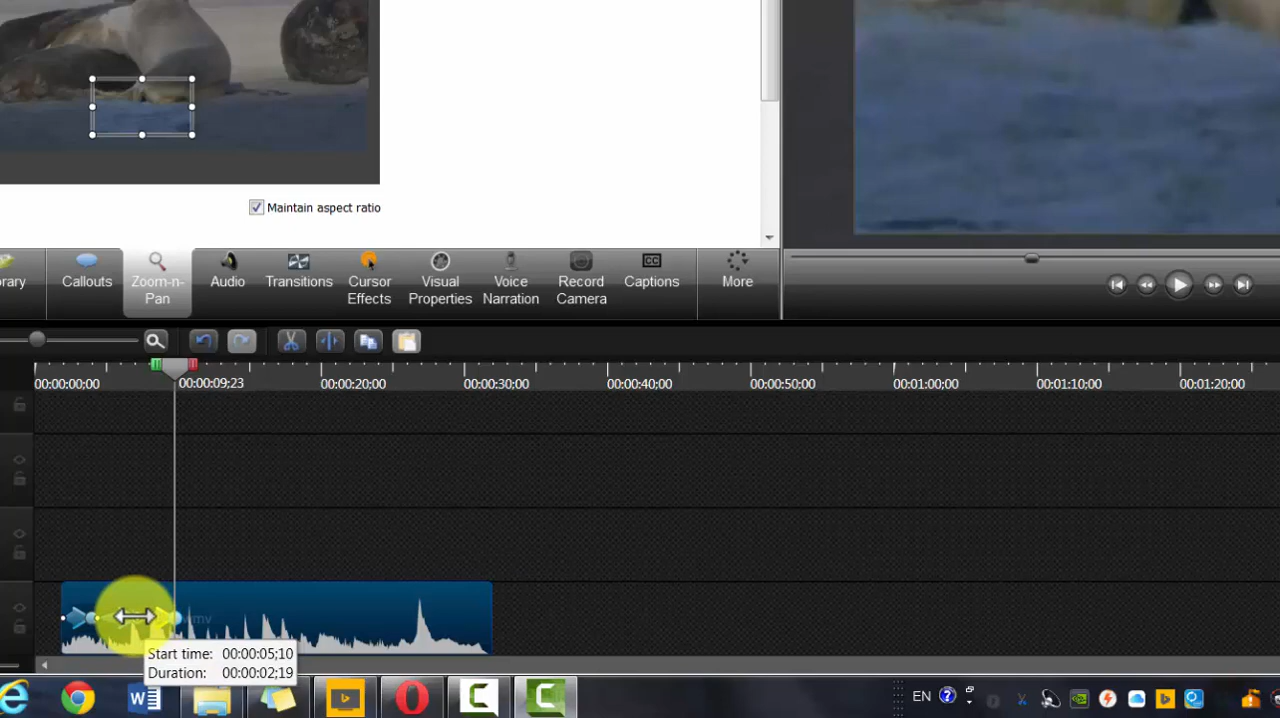 Maintain aspect ratio
rary
Callouts
Zoom-n-
Pan
Audio
Transitions
Cursor
Effects
Visual
Properties
Voice
Narration
Record
Camera
CC
Captions
More
00:00:00;00
00:00:09;23
00:00:20;00
00:00:30;00
00:00:40;00
00:00:50;00
00:01:00;00
00:01:10;00
00:01:20;00
wmv
Start time: 00:00:05;10
Duration: 00:00:02;19
EN